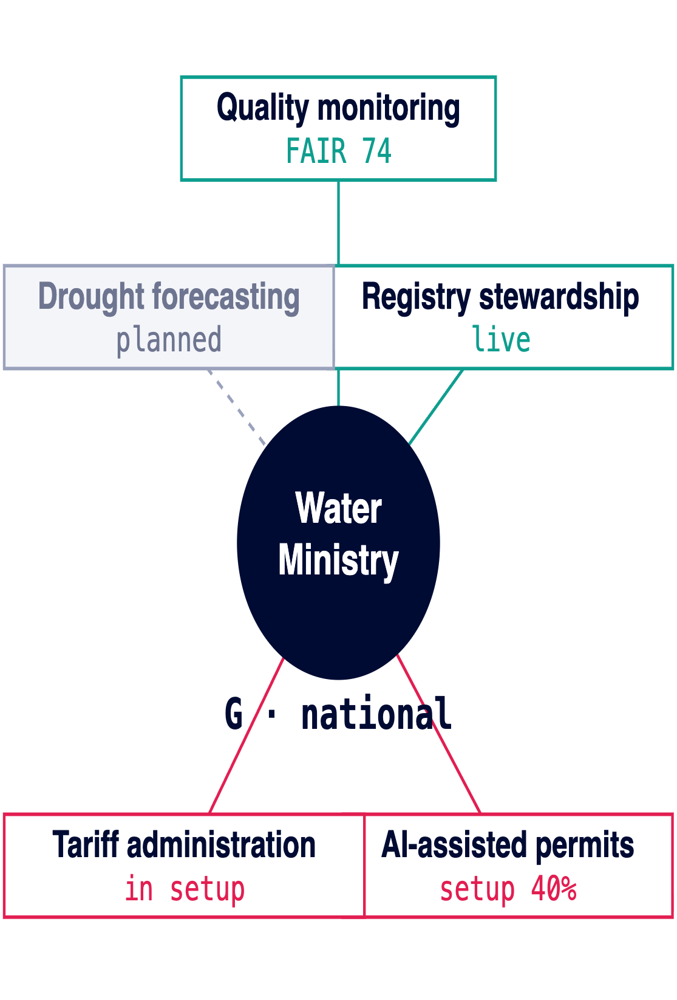 Quality monitoring
FAIR 74
Drought forecasting
planned
Registry stewardship
live
Water
Ministry
G · national
Tariff administration
in setup
AI-assisted permits
setup 40%